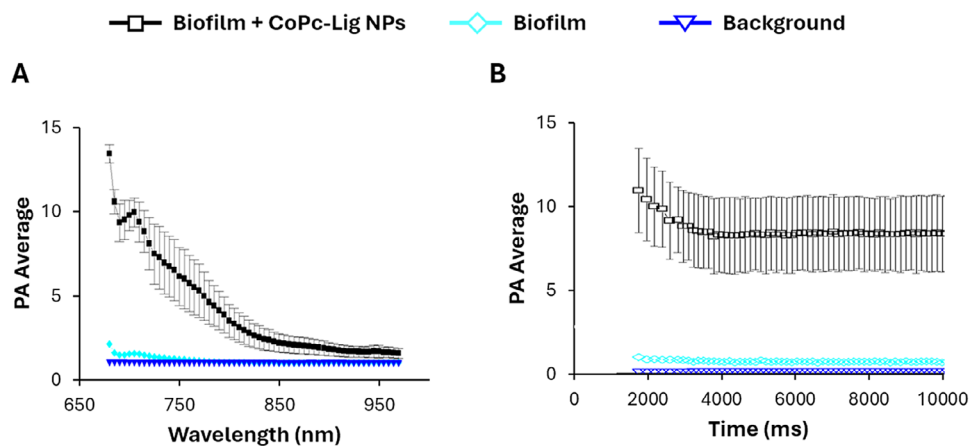 Biofilm + CoPc-Lig NPs Biofilm Background
A
B
15
10
5
0
PA Average
650 750 850 950
Wavelength (nm)
15
10
5
0
PA Average
0 2000 4000 6000 8000 10000
Time (ms)